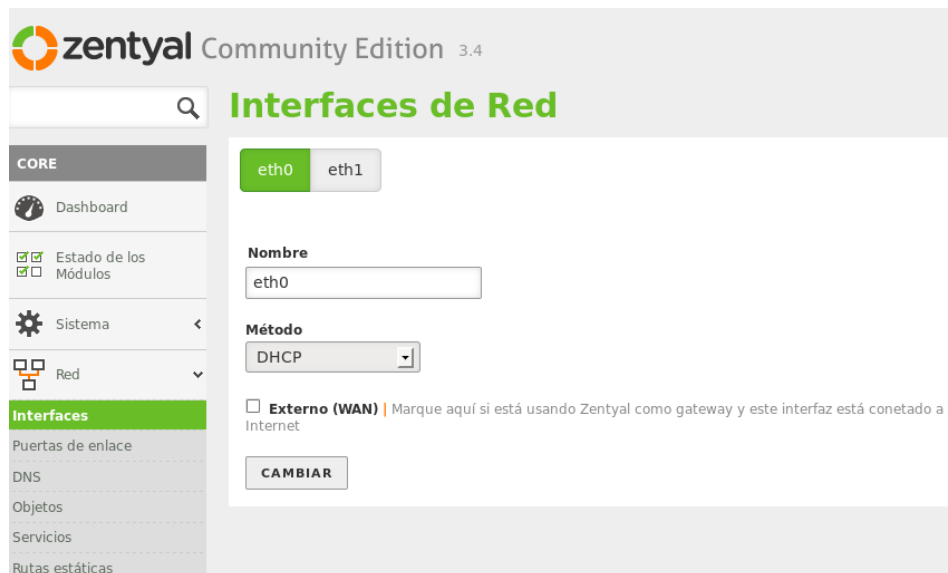 zentyal Community Edition 3.4
Interfaces de Red
CORE
Dashboard
Estado de los
Módulos
Sistema
Red
Interfaces
Puertas de enlace
DNS
Objetos
Servicios
Rutas estáticas
eth0 eth1
Nombre
eth0
Método
DHCP
Externo (WAN) | Marque aquí si está usando Zentyal como gateway y este interfaz está conetado a
Internet
CAMBIAR